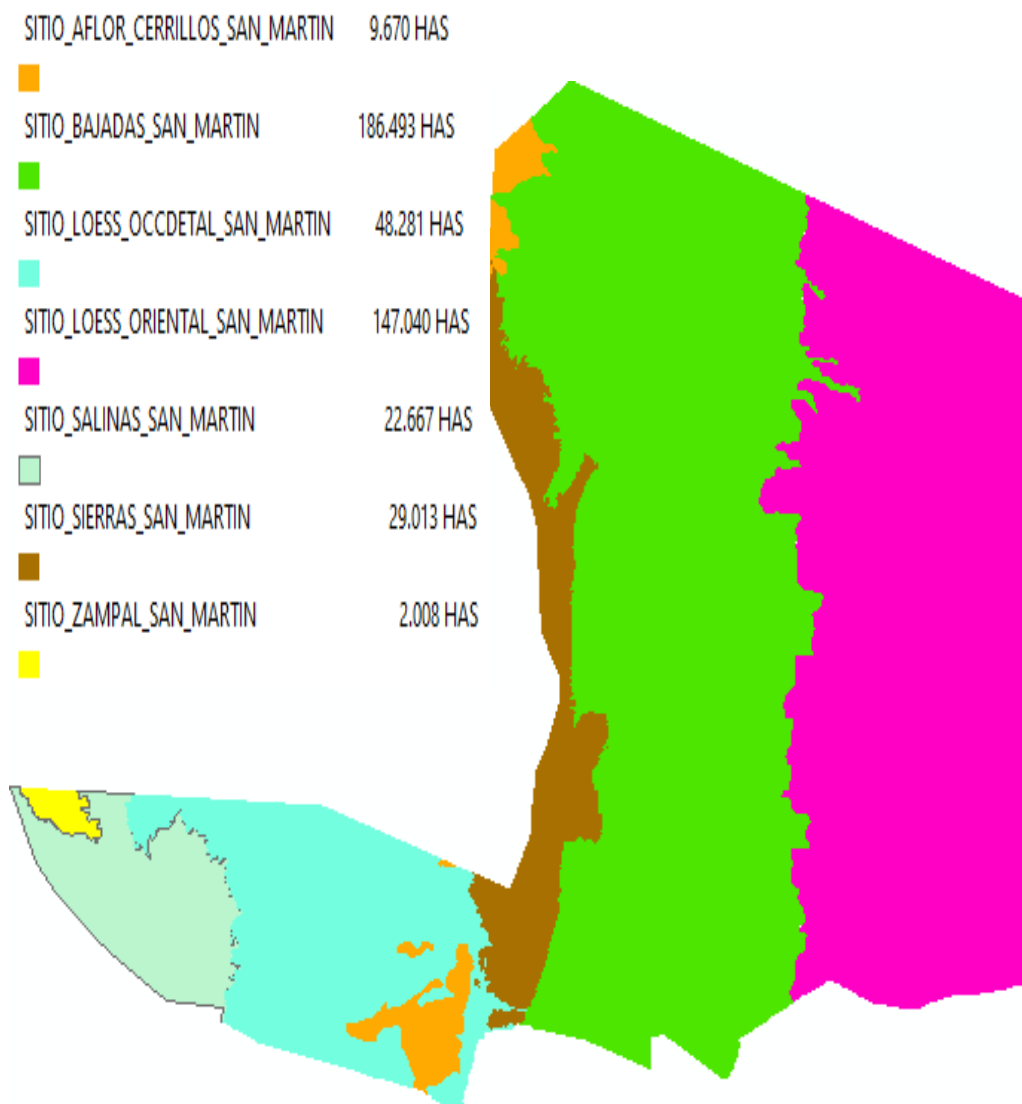 SITIO_AFLOR_CERRILLOS_SAN_MARTIN 9.670 HAS
SITIO_BAJADAS_SAN_MARTIN 186.493 HAS
SITIO_LOESS_OCCDETAL_SAN_MARTIN 48.281 HAS
SITIO_LOESS_ORIENTAL_SAN_MARTIN 147.040 HAS
SITIO_SALINAS_SAN_MARTIN 22.667 HAS
SITIO_SIERRAS_SAN_MARTIN 29.013 HAS
SITIO_ZAMPAL_SAN_MARTIN 2.008 HAS